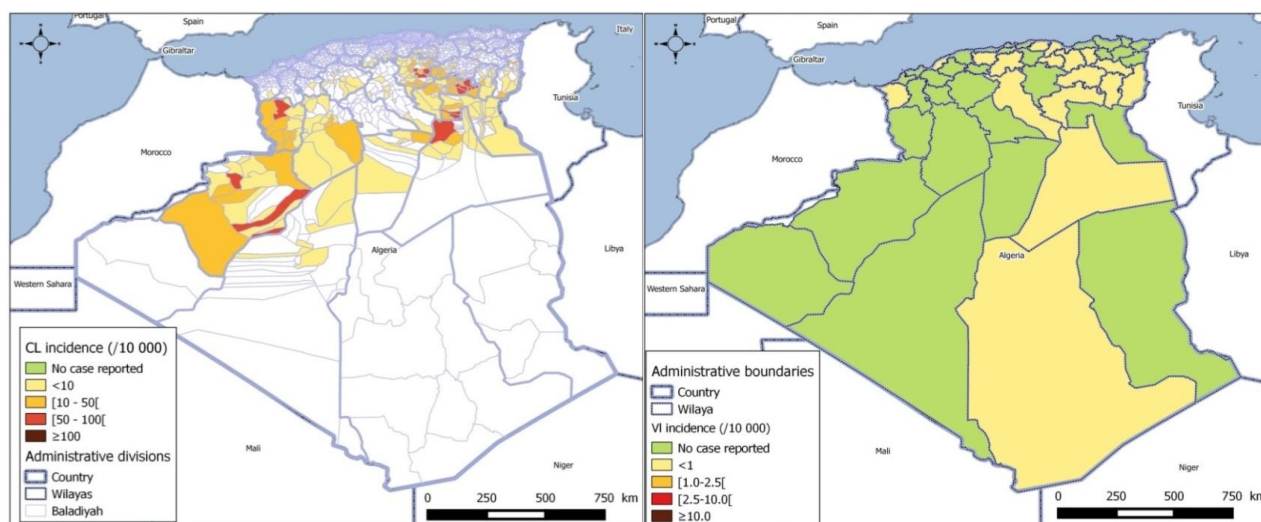 Portugal
Spain
Italy
Gibraltar
Tunisia
Morocco
Algeria
Libya
Western Sahara
Mali
Niger
CL incidence (/10 000)
No case reported
<10
[10 - 50[
[50 - 100[
≥100
Administrative divisions
Country
Wilayas
Baladiyah
0 250 500 750 km
Portugal
Spain
Italy
Gibraltar
Tunisia
Morocco
Algeria
Libya
Western Sahara
Mali
Niger
Administrative boundaries
Country
Wilaya
VI incidence (/10 000)
No case reported
<1
[1.0-2.5[
[2.5-10.0[
≥10.0
0 250 500 750 km